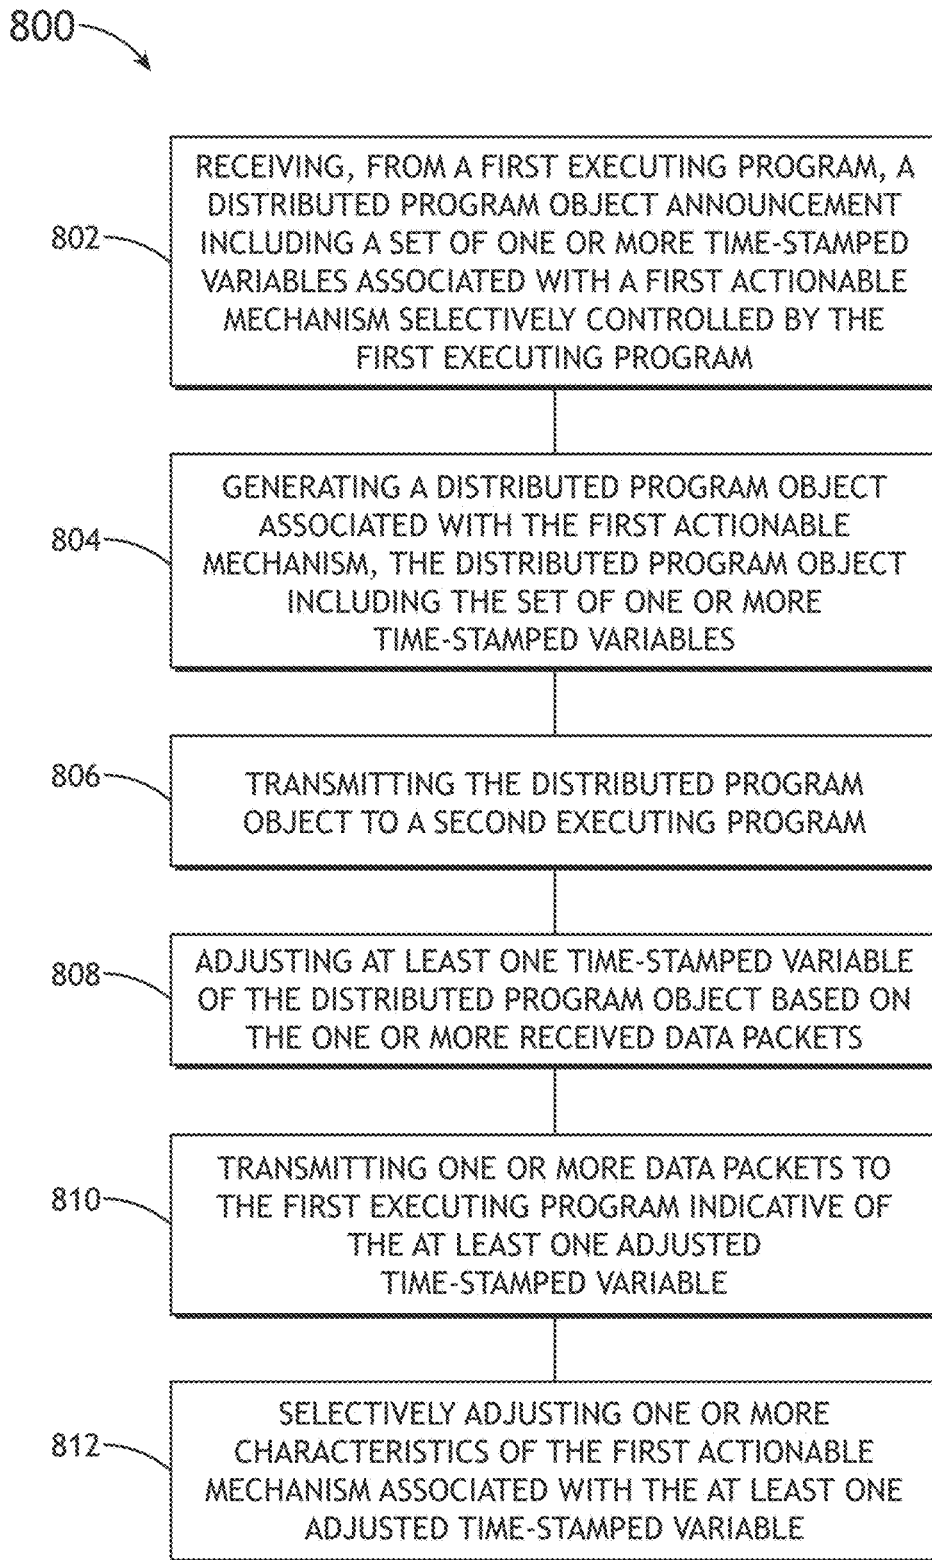 800
802
RECEIVING, FROM A FIRST EXECUTING PROGRAM, A
DISTRIBUTED PROGRAM OBJECT ANNOUNCEMENT
INCLUDING A SET OF ONE OR MORE TIME-STAMPED
VARIABLES ASSOCIATED WITH A FIRST ACTIONABLE
MECHANISM SELECTIVELY CONTROLLED BY THE
FIRST EXECUTING PROGRAM
804
GENERATING A DISTRIBUTED PROGRAM OBJECT
ASSOCIATED WITH THE FIRST ACTIONABLE
MECHANISM, THE DISTRIBUTED PROGRAM OBJECT
INCLUDING THE SET OF ONE OR MORE
TIME-STAMPED VARIABLES
806
TRANSMITTING THE DISTRIBUTED PROGRAM
OBJECT TO A SECOND EXECUTING PROGRAM
808
ADJUSTING AT LEAST ONE TIME-STAMPED VARIABLE
OF THE DISTRIBUTED PROGRAM OBJECT BASED ON
THE ONE OR MORE RECEIVED DATA PACKETS
810
TRANSMITTING ONE OR MORE DATA PACKETS TO
THE FIRST EXECUTING PROGRAM INDICATIVE OF
THE AT LEAST ONE ADJUSTED
TIME-STAMPED VARIABLE
812
SELECTIVELY ADJUSTING ONE OR MORE
CHARACTERISTICS OF THE FIRST ACTIONABLE
MECHANISM ASSOCIATED WITH THE AT LEAST ONE
ADJUSTED TIME-STAMPED VARIABLE